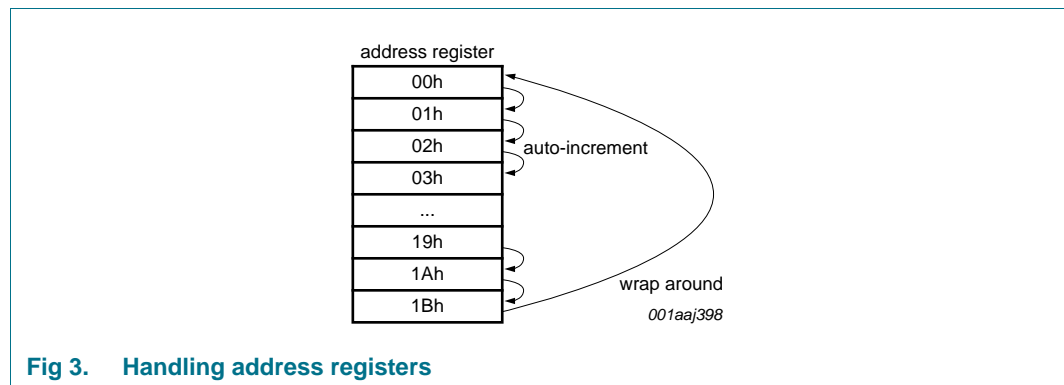 address register
00h
01h
02h
auto-increment
03h
...
19h
1Ah
wrap around
1Bh
001aaj398
Fig 3. Handling address registers